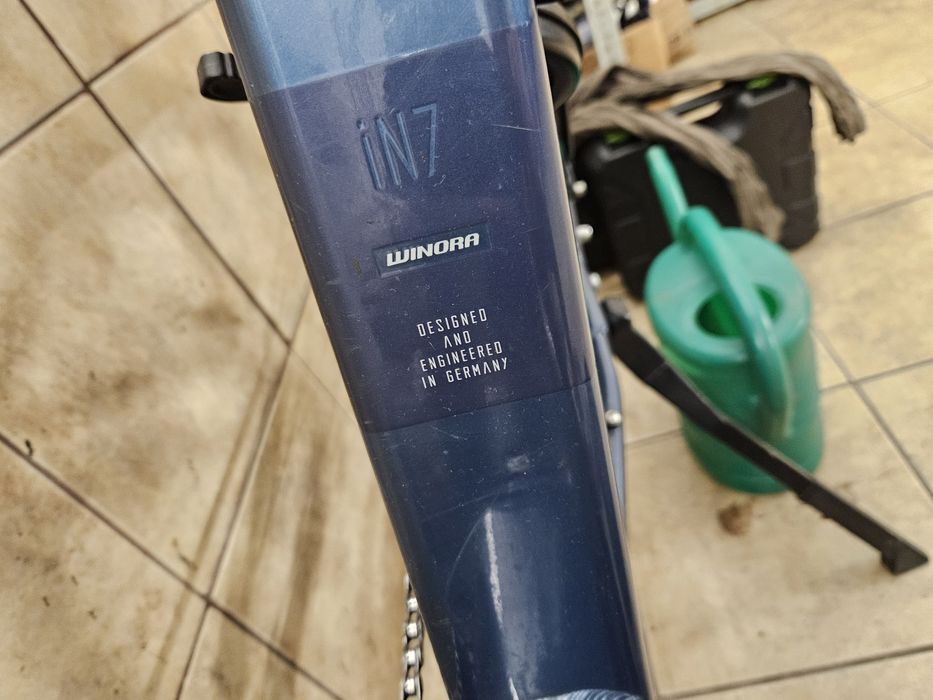 iN7
WINORA
DESIGNED
AND
ENGINEERED
IN GERMANY